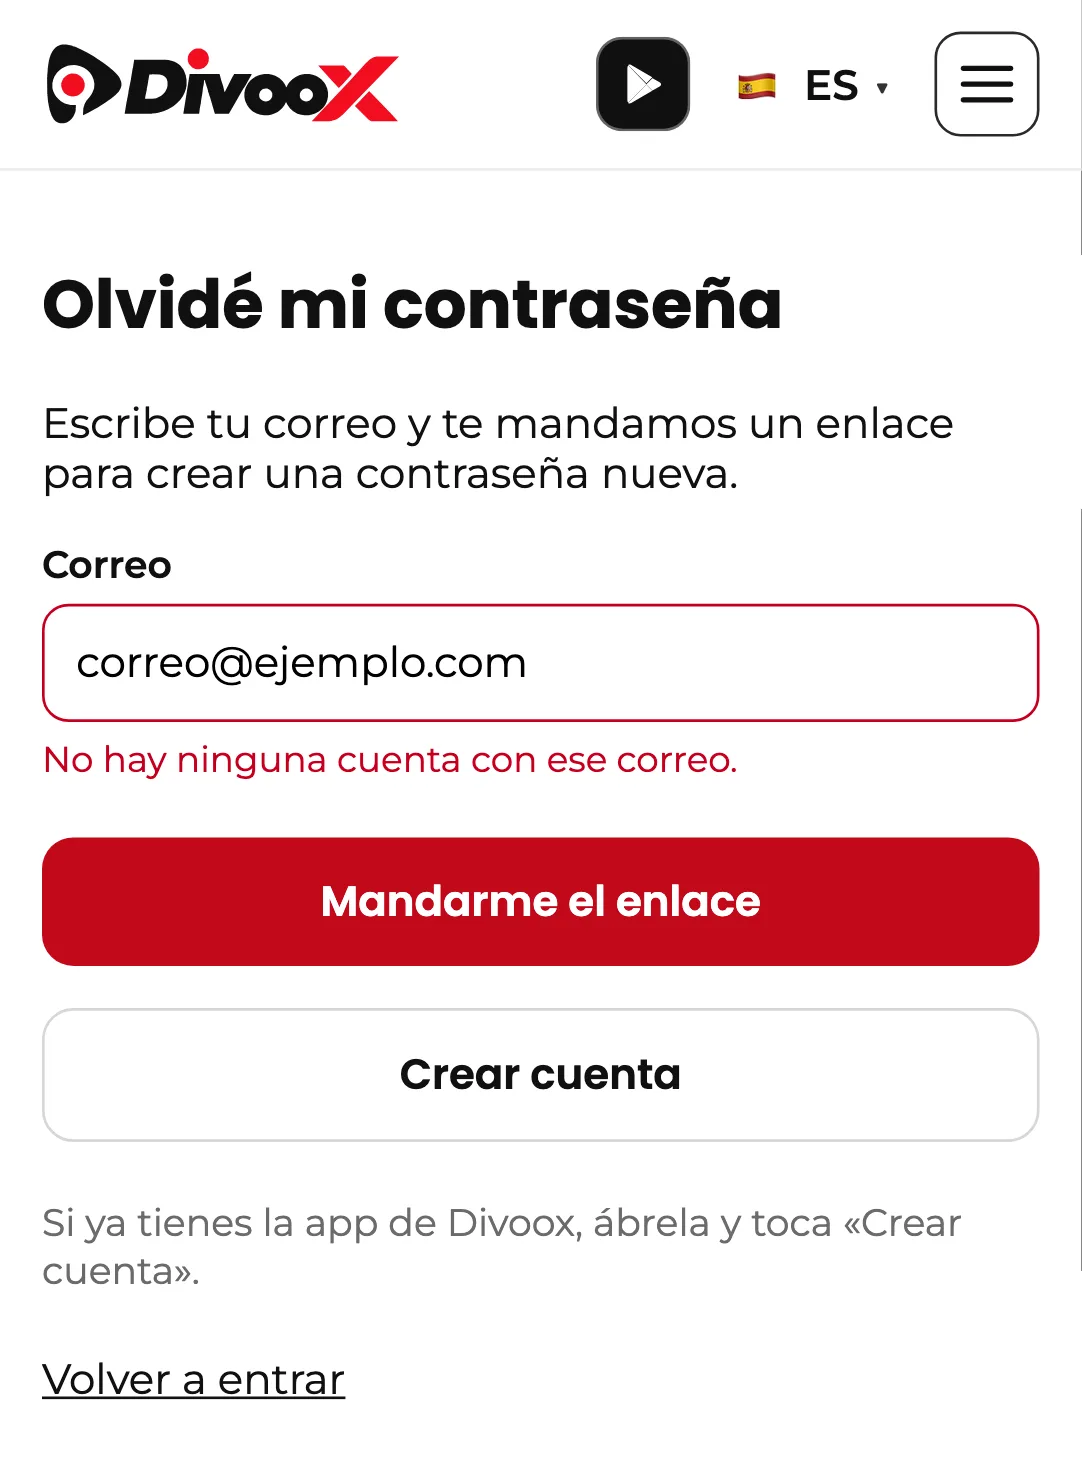 DivooX
ES
Olvidé mi contraseña
Escribe tu correo y te mandamos un enlace
para crear una contraseña nueva.
Correo
correo@ejemplo.com
No hay ninguna cuenta con ese correo.
Mandarme el enlace
Crear cuenta
Si ya tienes la app de Divoox, ábrela y toca «Crear
cuenta».
Volver a entrar